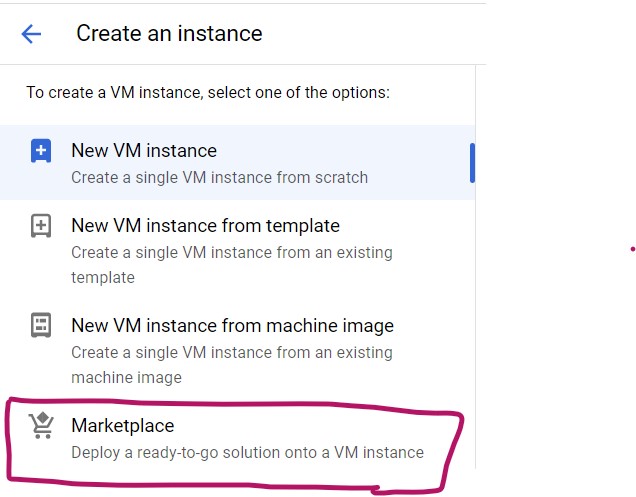 Create an instance
To create a VM instance, select one of the options:
New VM instance
Create a single VM instance from scratch
New VM instance from template
Create a single VM instance from an existing
template
New VM instance from machine image
Create a single VM instance from an existing
machine image
Marketplace
Deploy a ready-to-go solution onto a VM instance